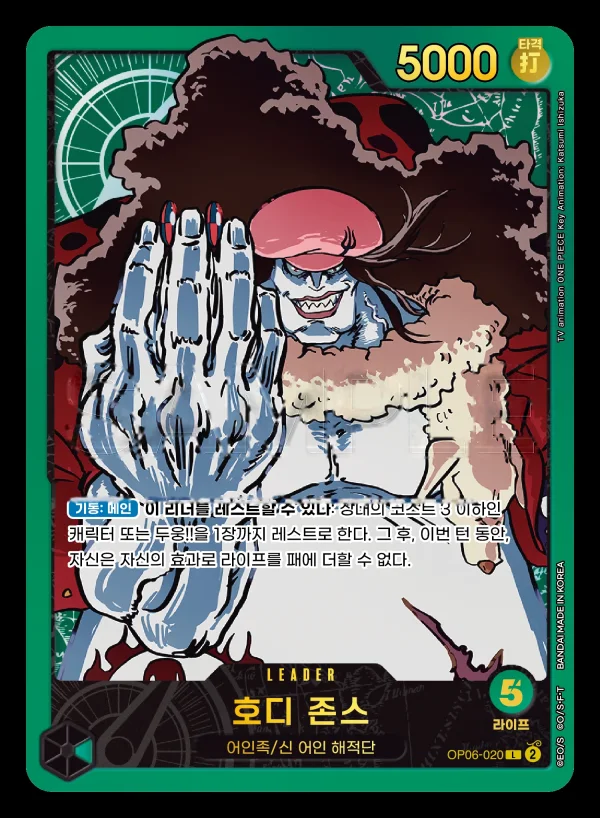 5000
타격
打
TV animation ONE PIECE Key Animation: Katsumi Ishizuka
SAMPLE
기동: 메인 이 리더를 레스트할 수 있다: 상대의 코스트 3 이하인
캐릭터 또는 두웅!!을 1장까지 레스트로 한다. 그 후, 이번 턴 동안,
자신은 자신의 효과로 라이프를 패에 더할 수 없다.
LEADER
5
호디 존스
라이프
어인족/신 어인 해적단
OP06-020 L 2
©E.O/S ©O/S·F·T BANDAI MADE IN KOREA